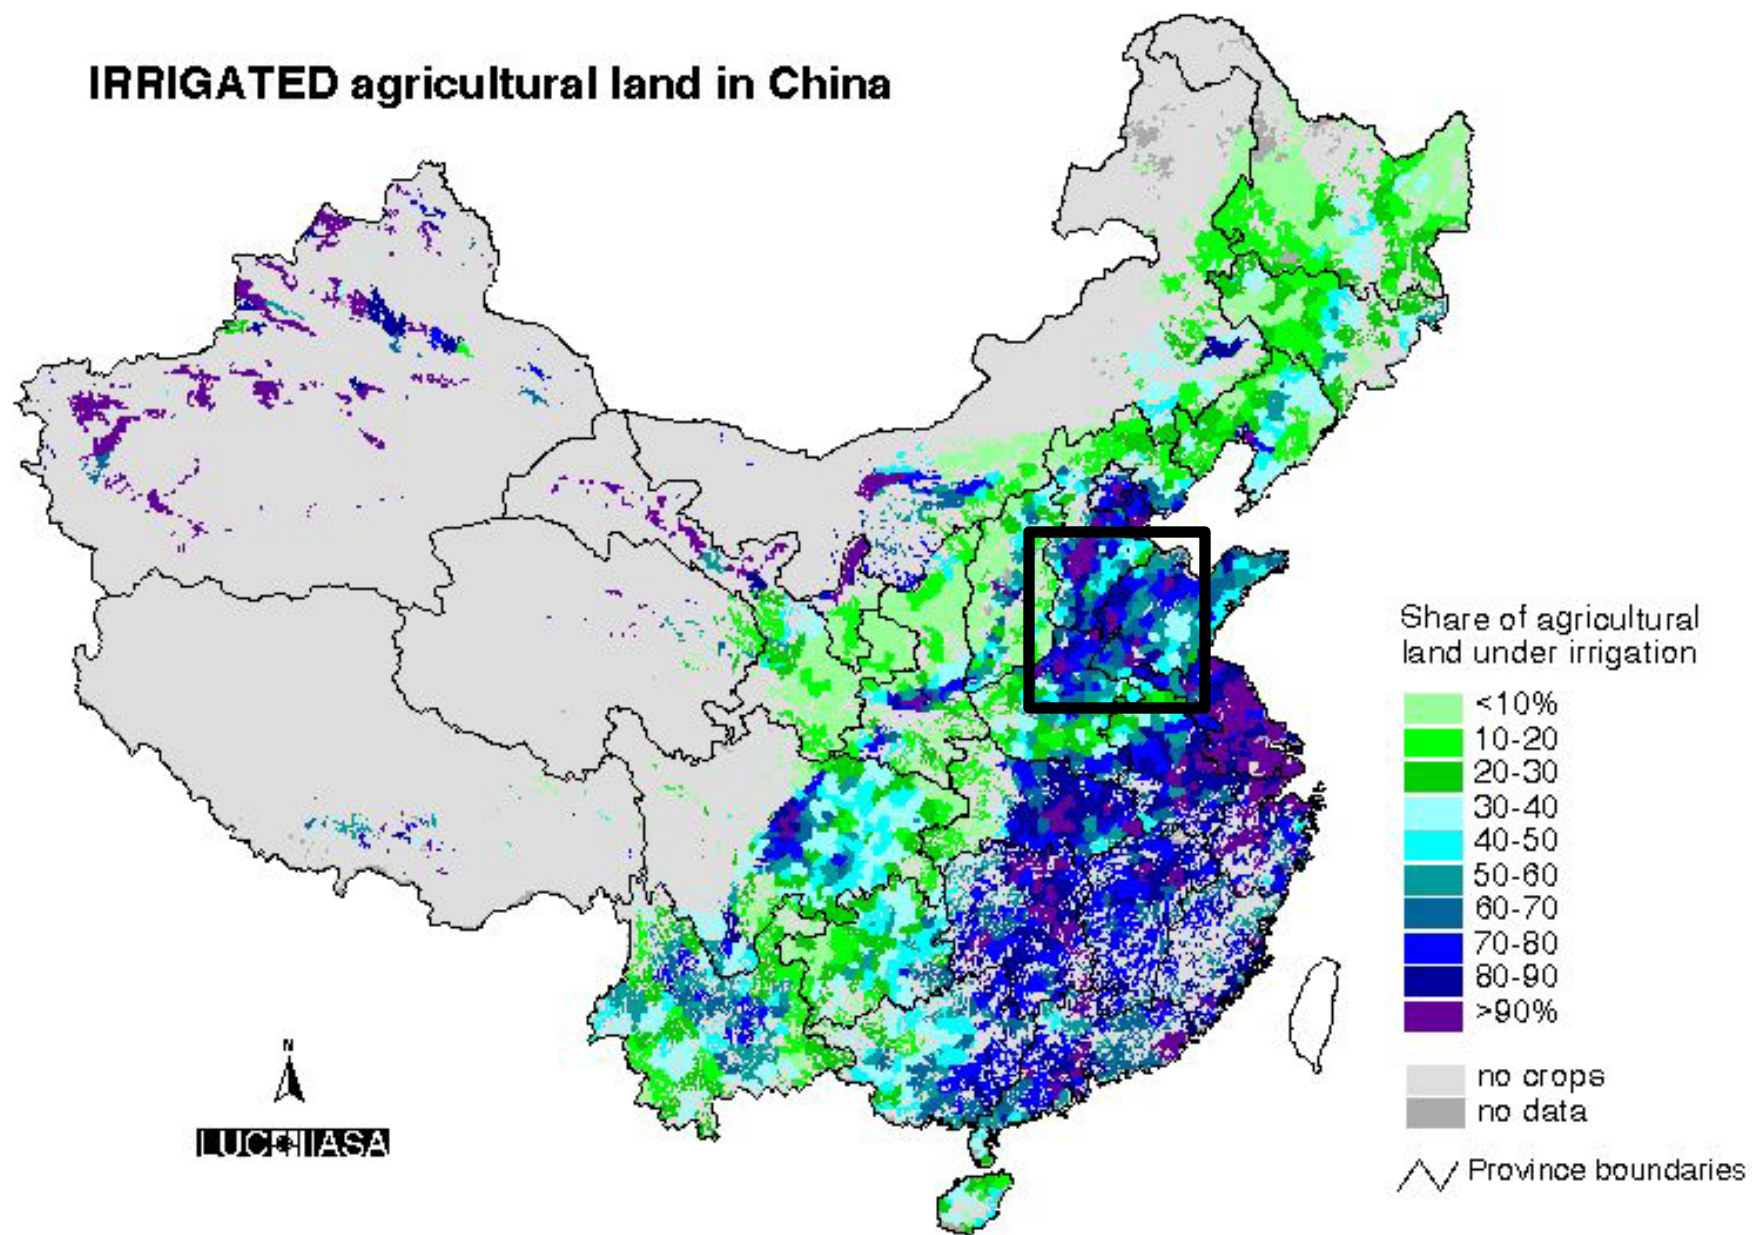 IRRIGATED agricultural land in China
Share of agricultural
land under irrigation
<10%
10-20
20-30
30-40
40-50
50-60
60-70
70-80
80-90
>90%
no crops
no data
Province boundaries
N
LUC IIASA